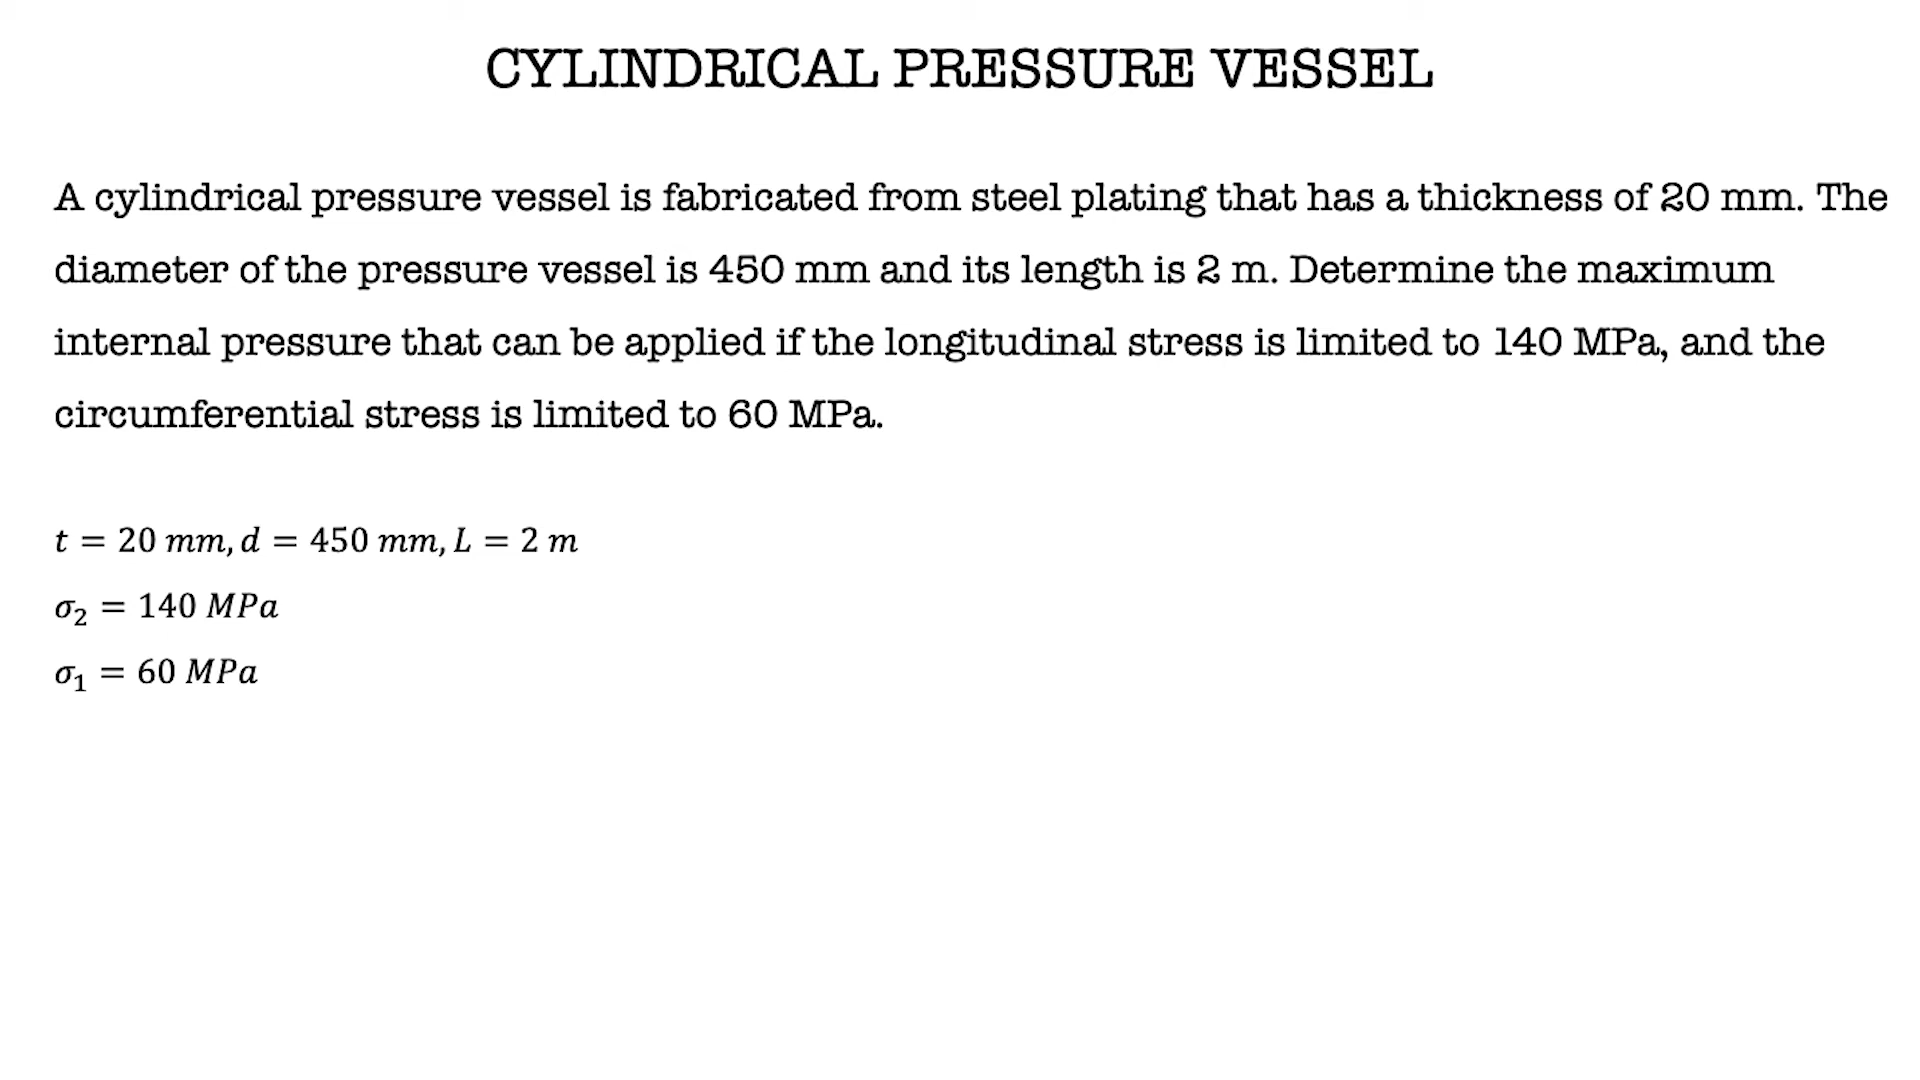 CYLINDRICAL PRESSURE VESSEL
A cylindrical pressure vessel is fabricated from steel plating that has a thickness of 20 mm. The
diameter of the pressure vessel is 450 mm and its length is 2 m. Determine the maximum
internal pressure that can be applied if the longitudinal stress is limited to 140 MPa, and the
circumferential stress is limited to 60 MPa.
t = 20 mm, d = 450 mm, L = 2 m
σ₂ = 140 MPa
σ₁ = 60 MPa